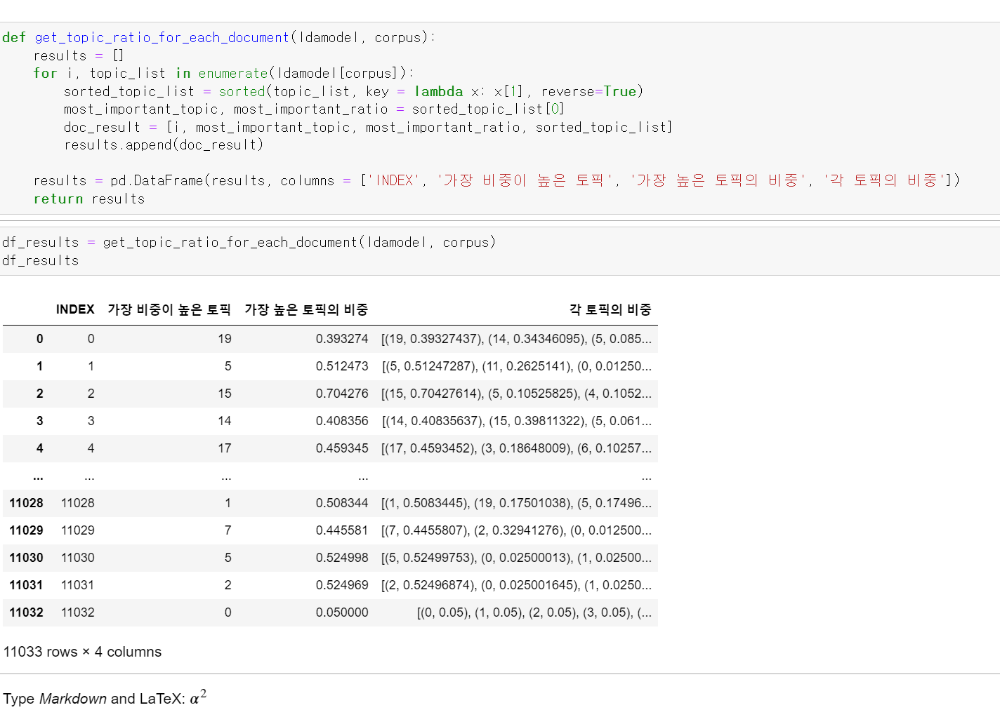 def get_topic_ratio_for_each_document(ldamodel, corpus):
    results = []
    for i, topic_list in enumerate(ldamodel[corpus]):
        sorted_topic_list = sorted(topic_list, key = lambda x: x[1], reverse=True)
        most_important_topic, most_important_ratio = sorted_topic_list[0]
        doc_result = [i, most_important_topic, most_important_ratio, sorted_topic_list]
        results.append(doc_result)
    results = pd.DataFrame(results, columns = ['INDEX', '가장 비중이 높은 토픽', '가장 높은 토픽의 비중', '각 토픽의 비중'])
    return results
df_results = get_topic_ratio_for_each_document(ldamodel, corpus)
df_results
INDEX 가장 비중이 높은 토픽 가장 높은 토픽의 비중 각 토픽의 비중
0 0 19 0.393274 [(19, 0.39327437), (14, 0.34346095), (5, 0.085...
1 1 5 0.512473 [(5, 0.51247287), (11, 0.2625141), (0, 0.01250...
2 2 15 0.704276 [(15, 0.70427614), (5, 0.10525825), (4, 0.1052...
3 3 14 0.408356 [(14, 0.40835637), (15, 0.39811322), (5, 0.061...
4 4 17 0.459345 [(17, 0.4593452), (3, 0.18648009), (6, 0.10257...
... ... ... ... ...
11028 11028 1 0.508344 [(1, 0.5083445), (19, 0.17501038), (5, 0.17496...
11029 11029 7 0.445581 [(7, 0.4455807), (2, 0.32941276), (0, 0.012500...
11030 11030 5 0.524998 [(5, 0.52499753), (0, 0.02500013), (1, 0.02500...
11031 11031 2 0.524969 [(2, 0.52496874), (0, 0.025001645), (1, 0.0250...
11032 11032 0 0.050000 [(0, 0.05), (1, 0.05), (2, 0.05), (3, 0.05), (...
11033 rows × 4 columns
Type Markdown and LaTeX: α²